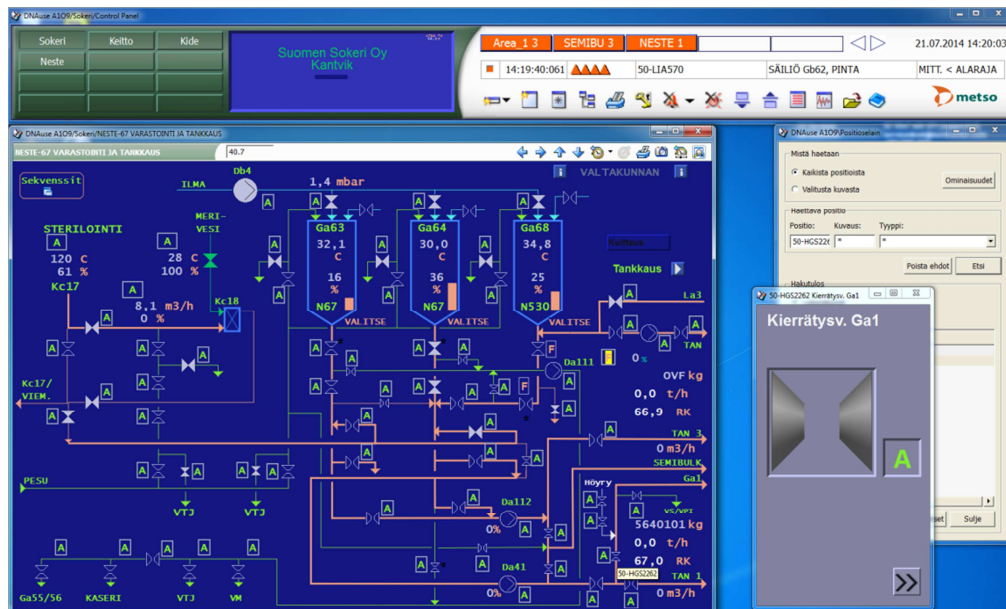 DNAuse A1O9/Sokeri/Control Panel
Sokeri Keitto Kide
Neste
Suomen Sokeri Oy
Kantvik
Area_1 3 SEMIBU 3 NESTE 1
21.07.2014 14:20:03
14:19:40:061 50-LIA570 SÄILIÖ Gb62, PINTA MITT. < ALARAJA
metso
DNAuse A1O9/Sokeri/NESTE-67 VARASTOINTI JA TANKKAUS
NESTE-67 VARASTOINTI JA TANKKAUS 40.7
Sekvenssit
ILMA
Db4
A
1,4 mbar
VALTAKUNNAN
STERILOINTI
A
120 C
61 %
Kc17
MERI-
VESI
A
28 C
100 %
A
8,1 m3/h
0 %
Kc18
Ga63
32,1
C
16
%
N67
VALITSE
Ga64
30,0
C
36
%
N67
VALITSE
Ga68
34,8
C
25
%
N530
VALITSE
Tankkaus
La3
TAN
Da111
F
0 %
OVF kg
0,0 t/h
66,9 RK
Kc17/
VIEM.
TAN 3
0 m3/h
SEMIBULK
Ga1
Höyry
VS/VPI
5640101 kg
0,0 t/h
67,0 RK
50-HGS2262
TAN 1
0 m3/h
PESU
VTJ VTJ
Da112
0%
Da41
0%
Ga55/56 KASERI VTJ VM
DNAuse A1O9\Positioselain
Mistä haetaan
Kaikista positioista
Valitusta kuvasta
Ominaisuudet
Haettava positio
Positio: Kuvaus: Tyyppi:
50-HGS226 * *
Poista ehdot Etsi
Hakutulos
Sulje
50-HGS2262 Kierrätysv. Ga1
Kierrätysv. Ga1
A
>>